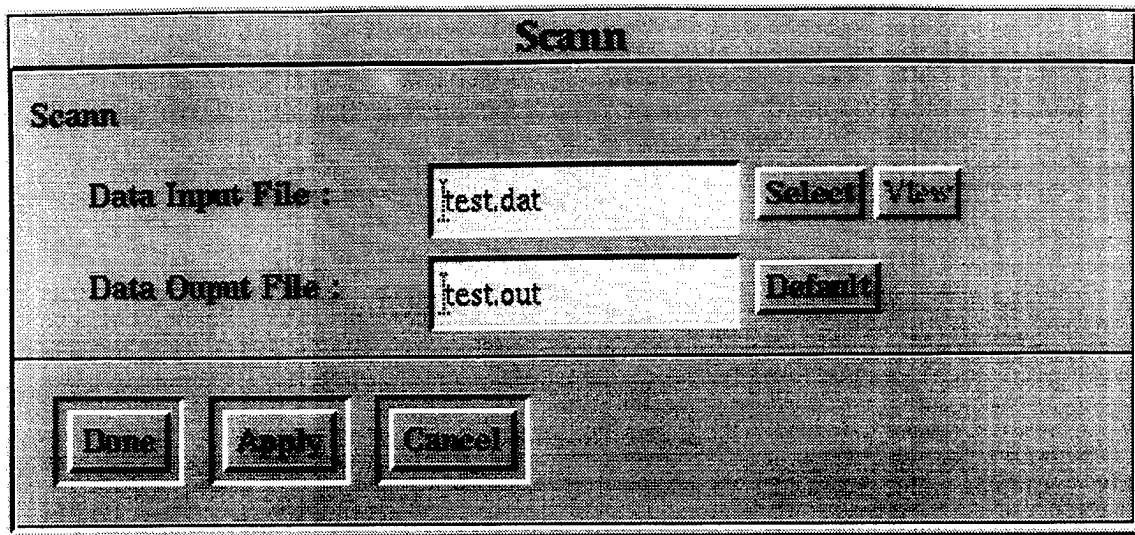 Scann
Scann
Data Input File : test.dat Select View
Data Ouput File : test.out Default
Done Apply Cancel